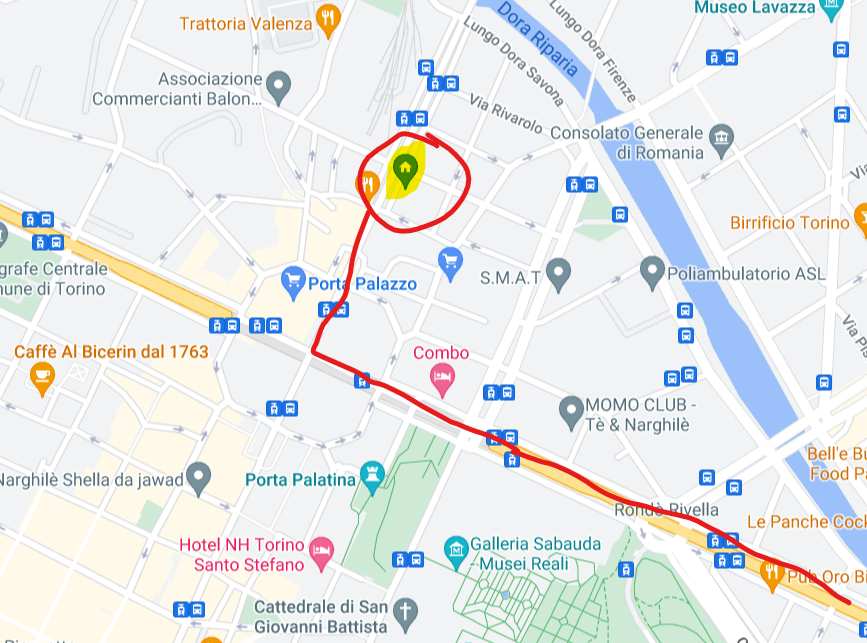 Museo Lavazza
Trattoria Valenza
Dora Riparia
Lungo Dora Firenze
Lungo Dora Savona
Associazione
Commercianti Balon...
Via Rivarolo
Consolato Generale
di Romania
Via
Birrificio Torino
grafe Centrale
une di Torino
Porta Palazzo
S.M.A.T
Poliambulatorio ASL
Via Pis
Caffè Al Bicerin dal 1763
Combo
MOMO CLUB -
Tè & Narghilè
Bell'e Bu
Food Pa
Narghilè Shella da jawad
Porta Palatina
Rondò Rivella
Le Panche Cock
Hotel NH Torino
Santo Stefano
Galleria Sabauda
- Musei Reali
Pub Oro Bi
Cattedrale di San
Giovanni Battista